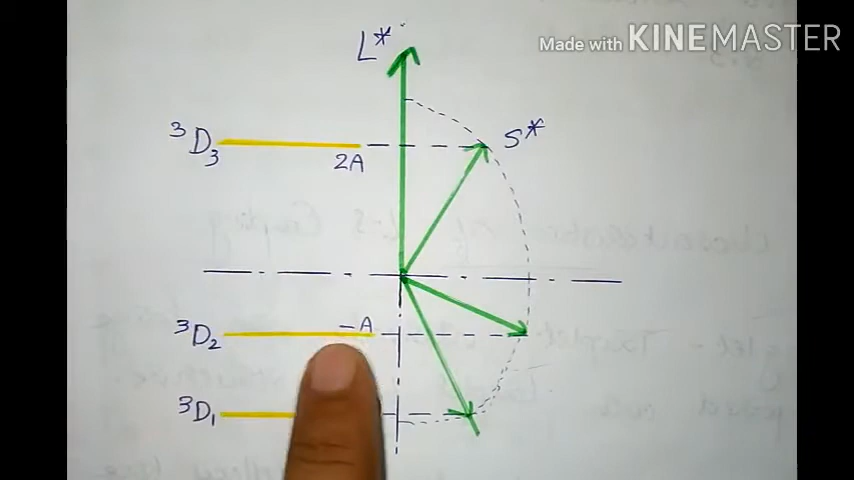 Made with KINEMASTER
L*
³D₃
2A
S*
³D₂
-A
³D₁